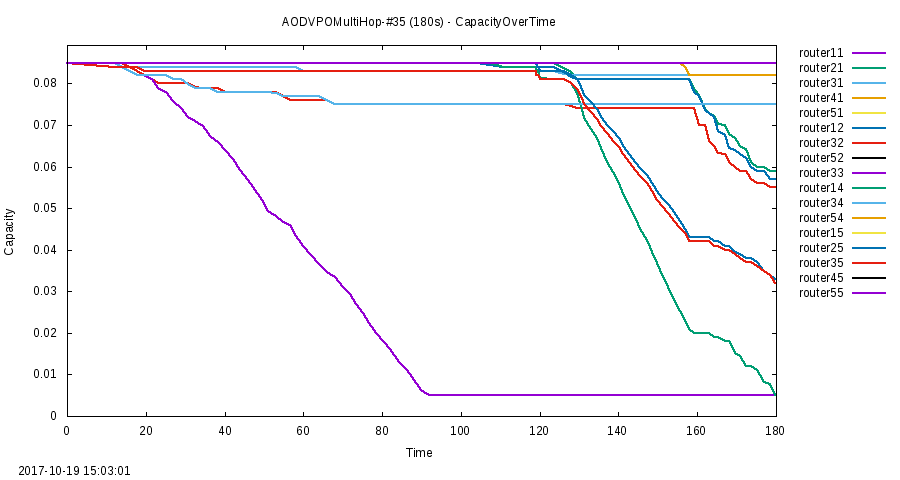 AODVPOMultiHop-#35 (180s) - CapacityOverTime
router11
router21
router31
router41
router51
router12
router32
router52
router33
router14
router34
router54
router15
router25
router35
router45
router55
0.08
0.07
0.06
0.05
0.04
0.03
0.02
0.01
0
Capacity
0 20 40 60 80 100 120 140 160 180
Time
2017-10-19 15:03:01